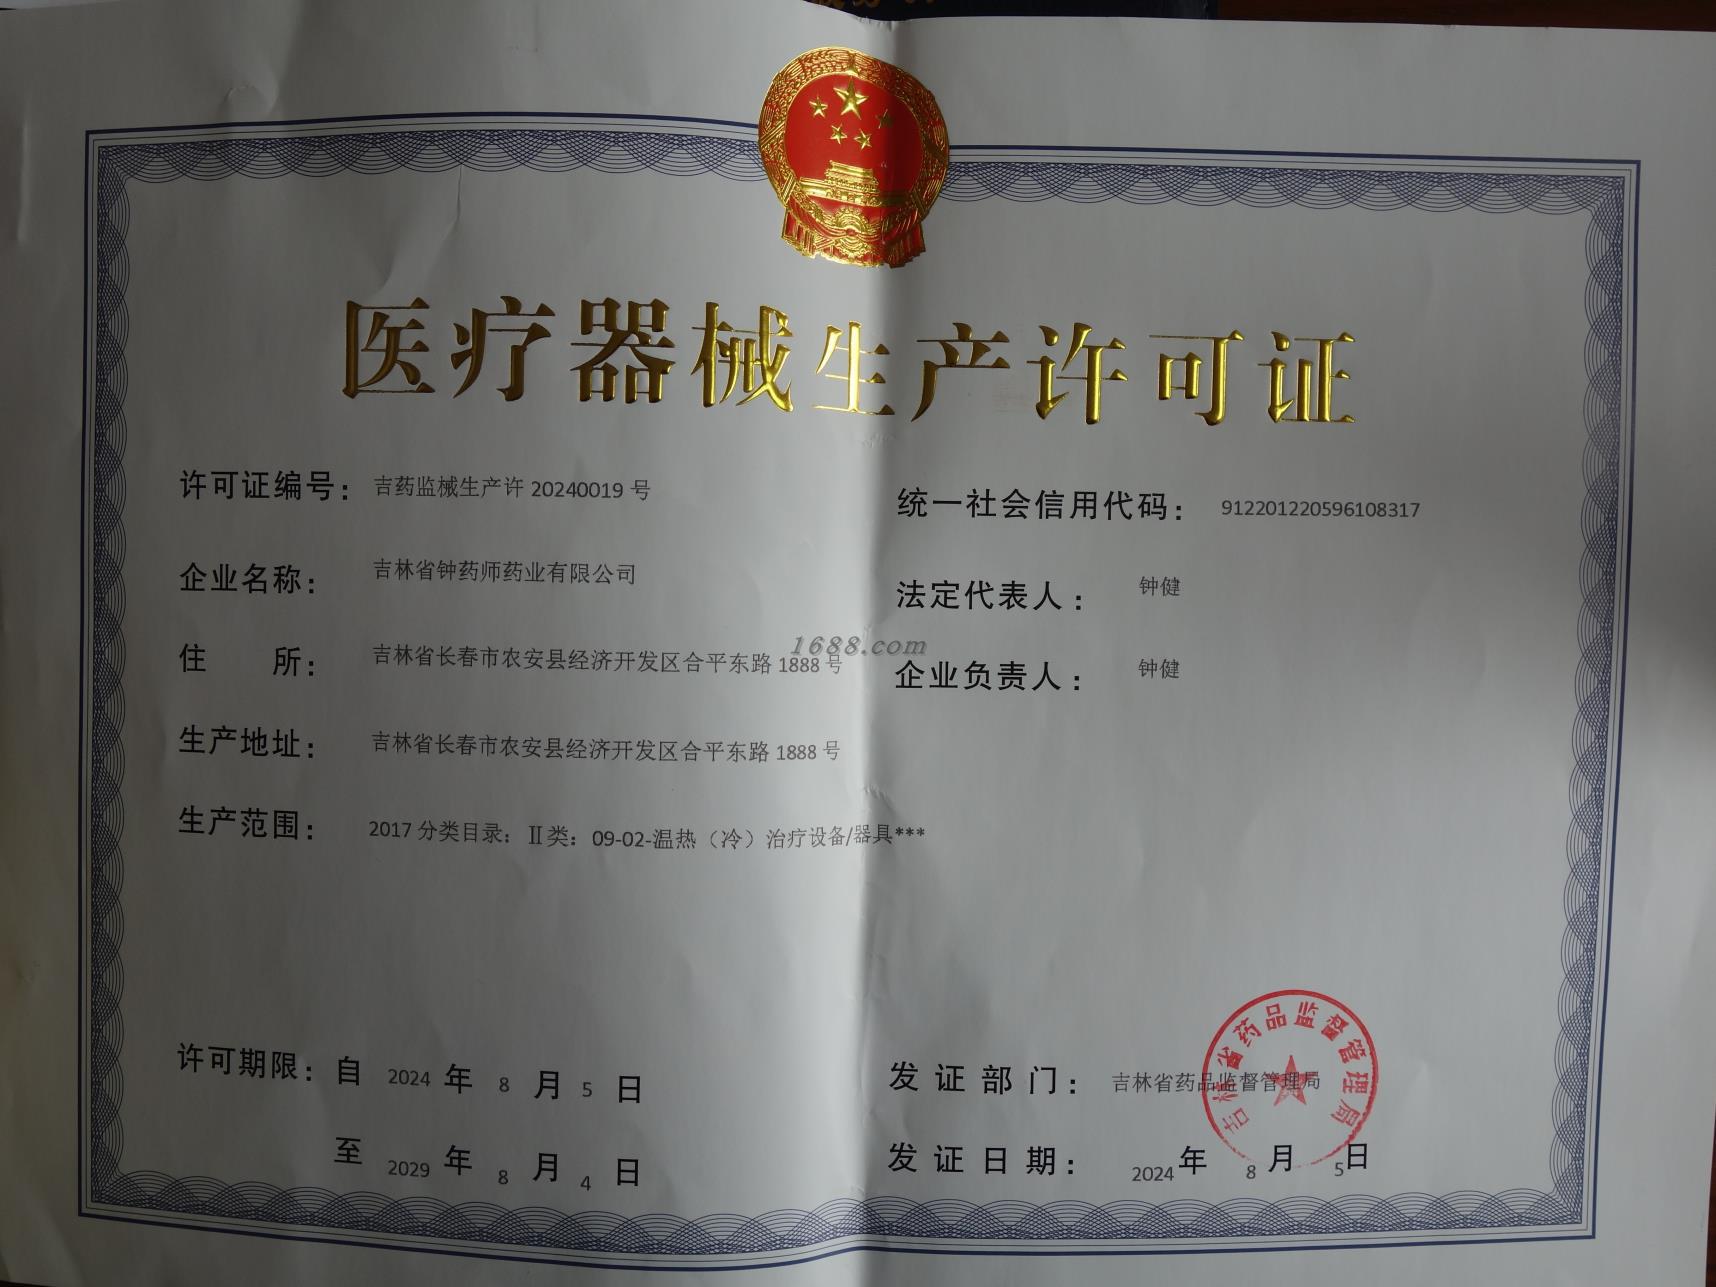 医疗器械生产许可证
许可证编号： 吉药监械生产许 20240019 号
统一社会信用代码： 912201220596108317
企业名称： 吉林省钟药师药业有限公司
法定代表人： 钟健
住 所： 吉林省长春市农安县经济开发区合平东路 1888 号
1688.com
企业负责人： 钟健
生产地址： 吉林省长春市农安县经济开发区合平东路 1888 号
生产范围： 2017 分类目录：Ⅱ类：09-02-温热（冷）治疗设备/器具***
许可期限：自 2024 年 8 月 5 日
至 2029 年 8 月 4 日
发证部门： 吉林省药品监督管理局
吉林省药品监督管理局
发证日期： 2024 年 8 月 5 日